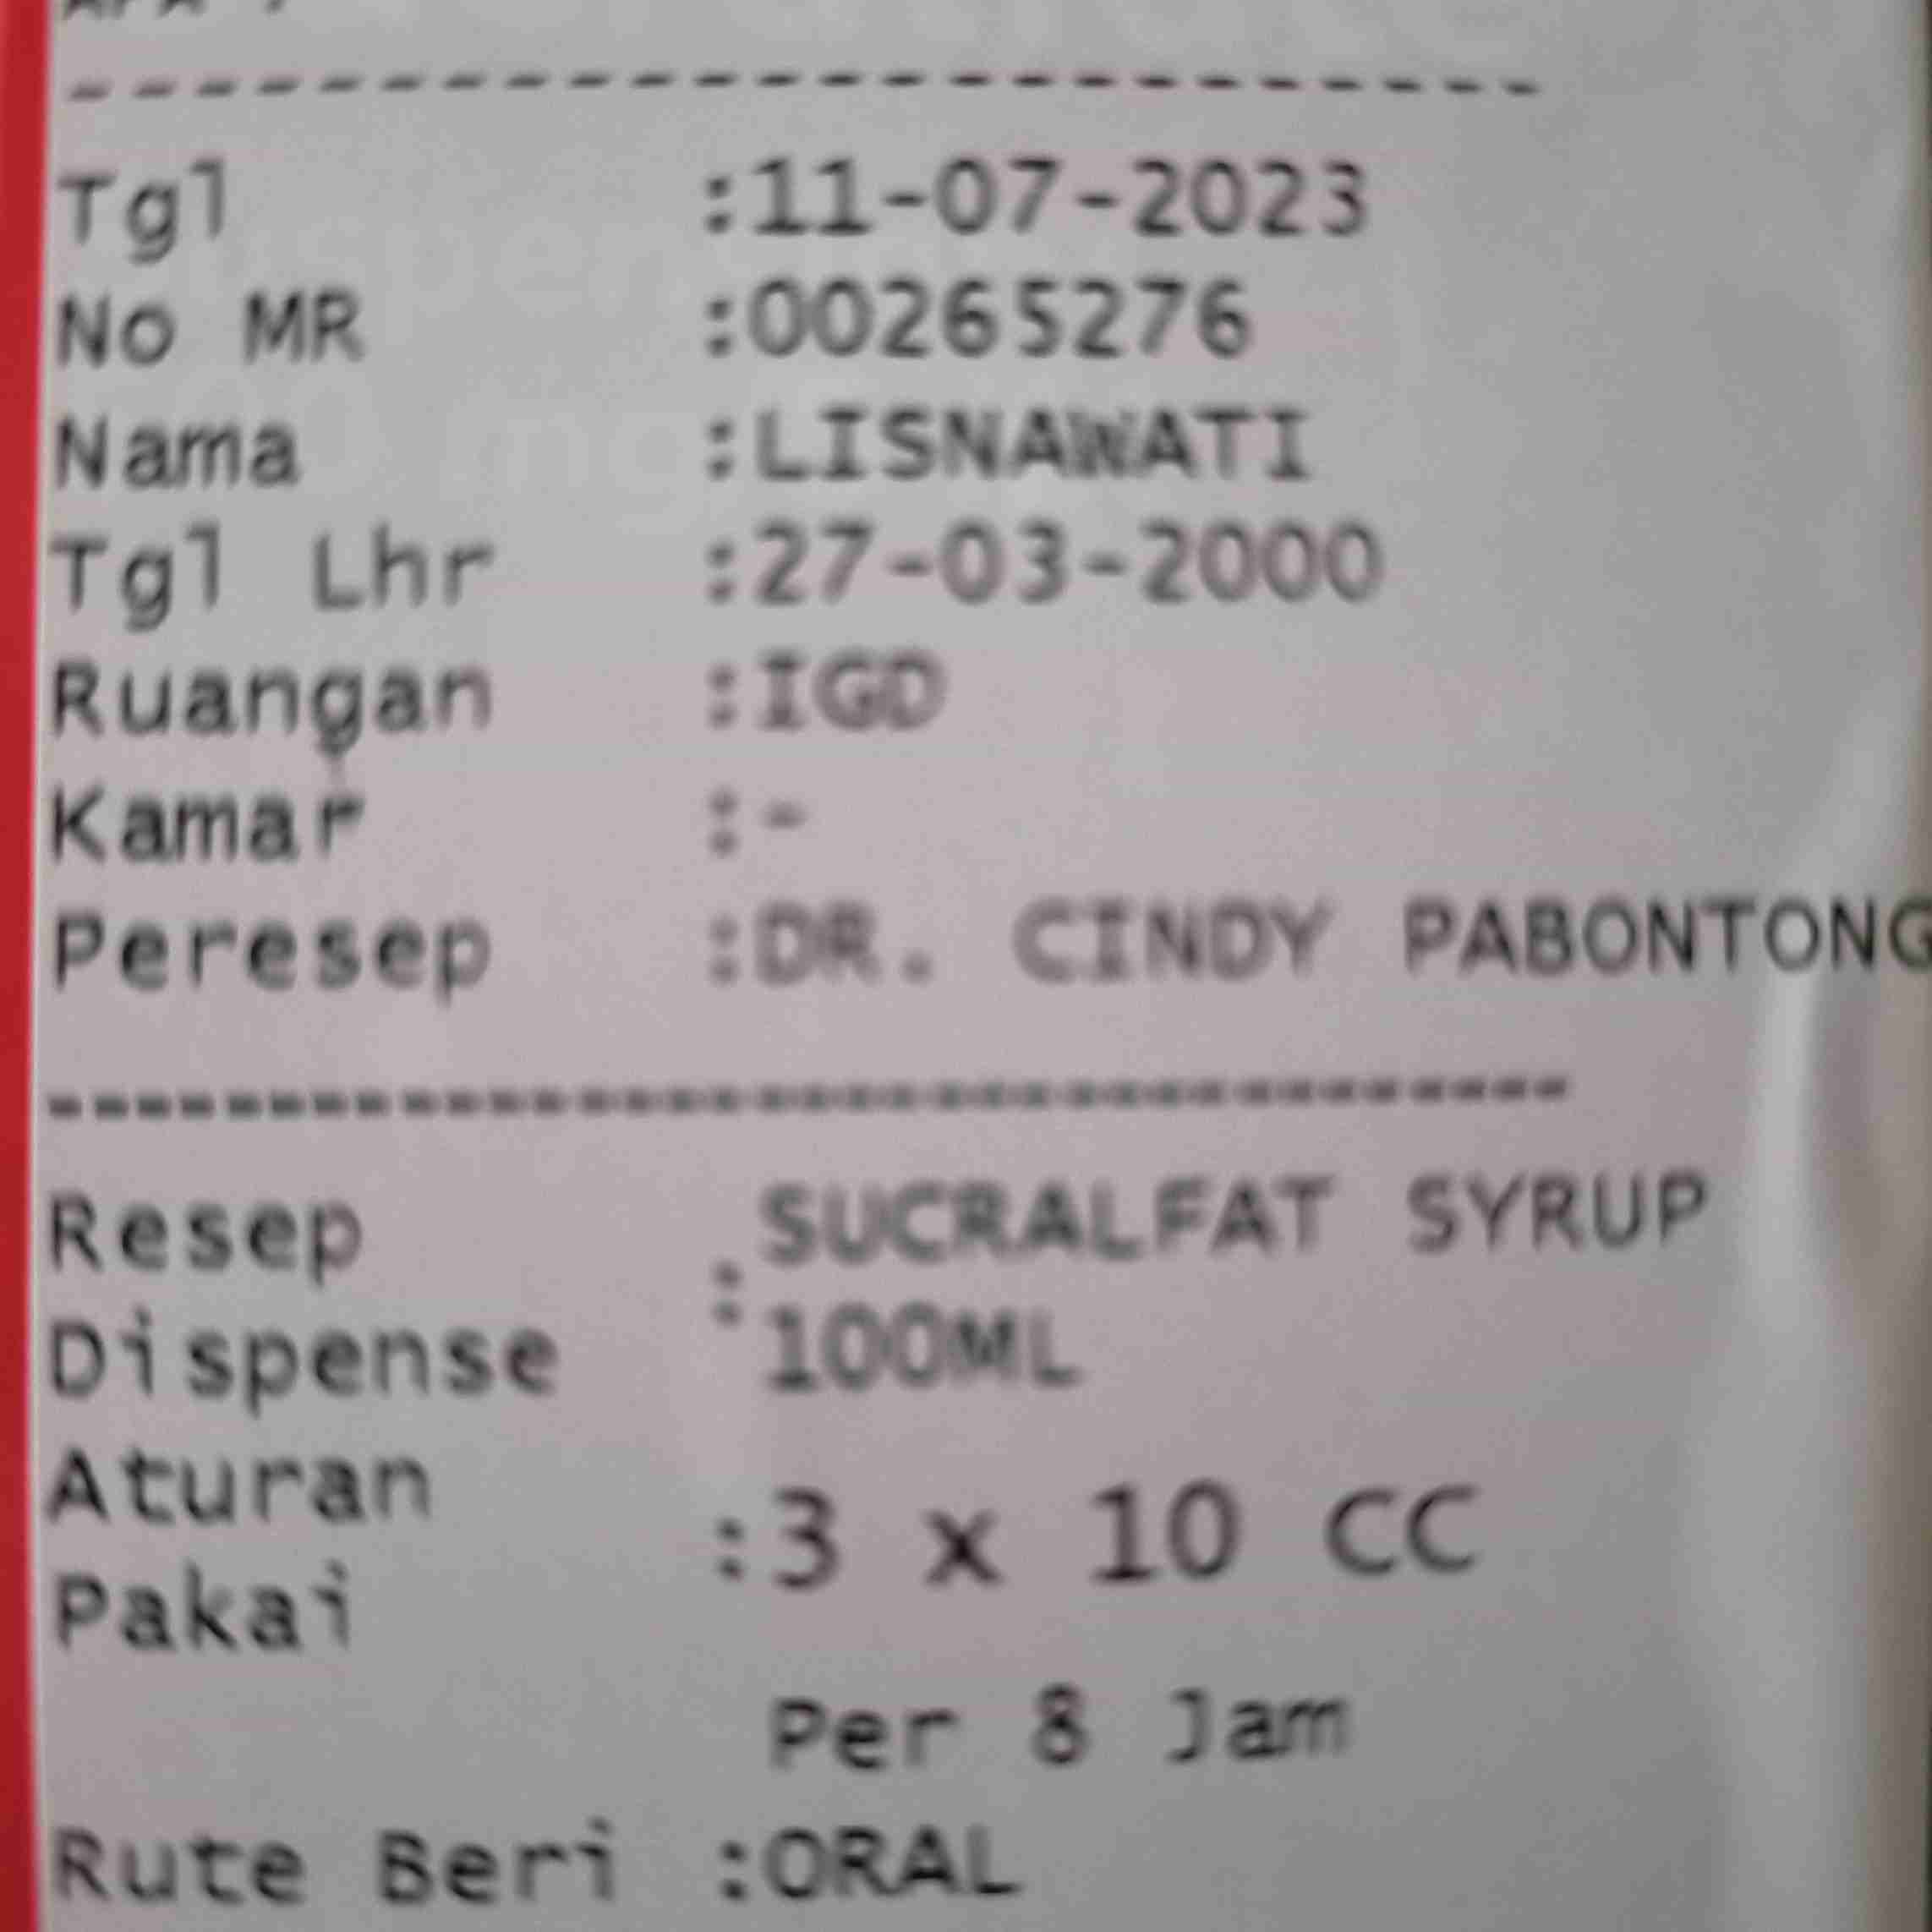 Tgl :11-07-2023
No MR :00265276
Nama :LISNAWATI
Tgl Lhr :27-03-2000
Ruangan :IGD
Kamar :-
Peresep :DR. CINDY PABONTONG
Resep : SUCRALFAT SYRUP
Dispense 100ML
Aturan Pakai :3 x 10 CC
Per 8 Jam
Rute Beri :ORAL